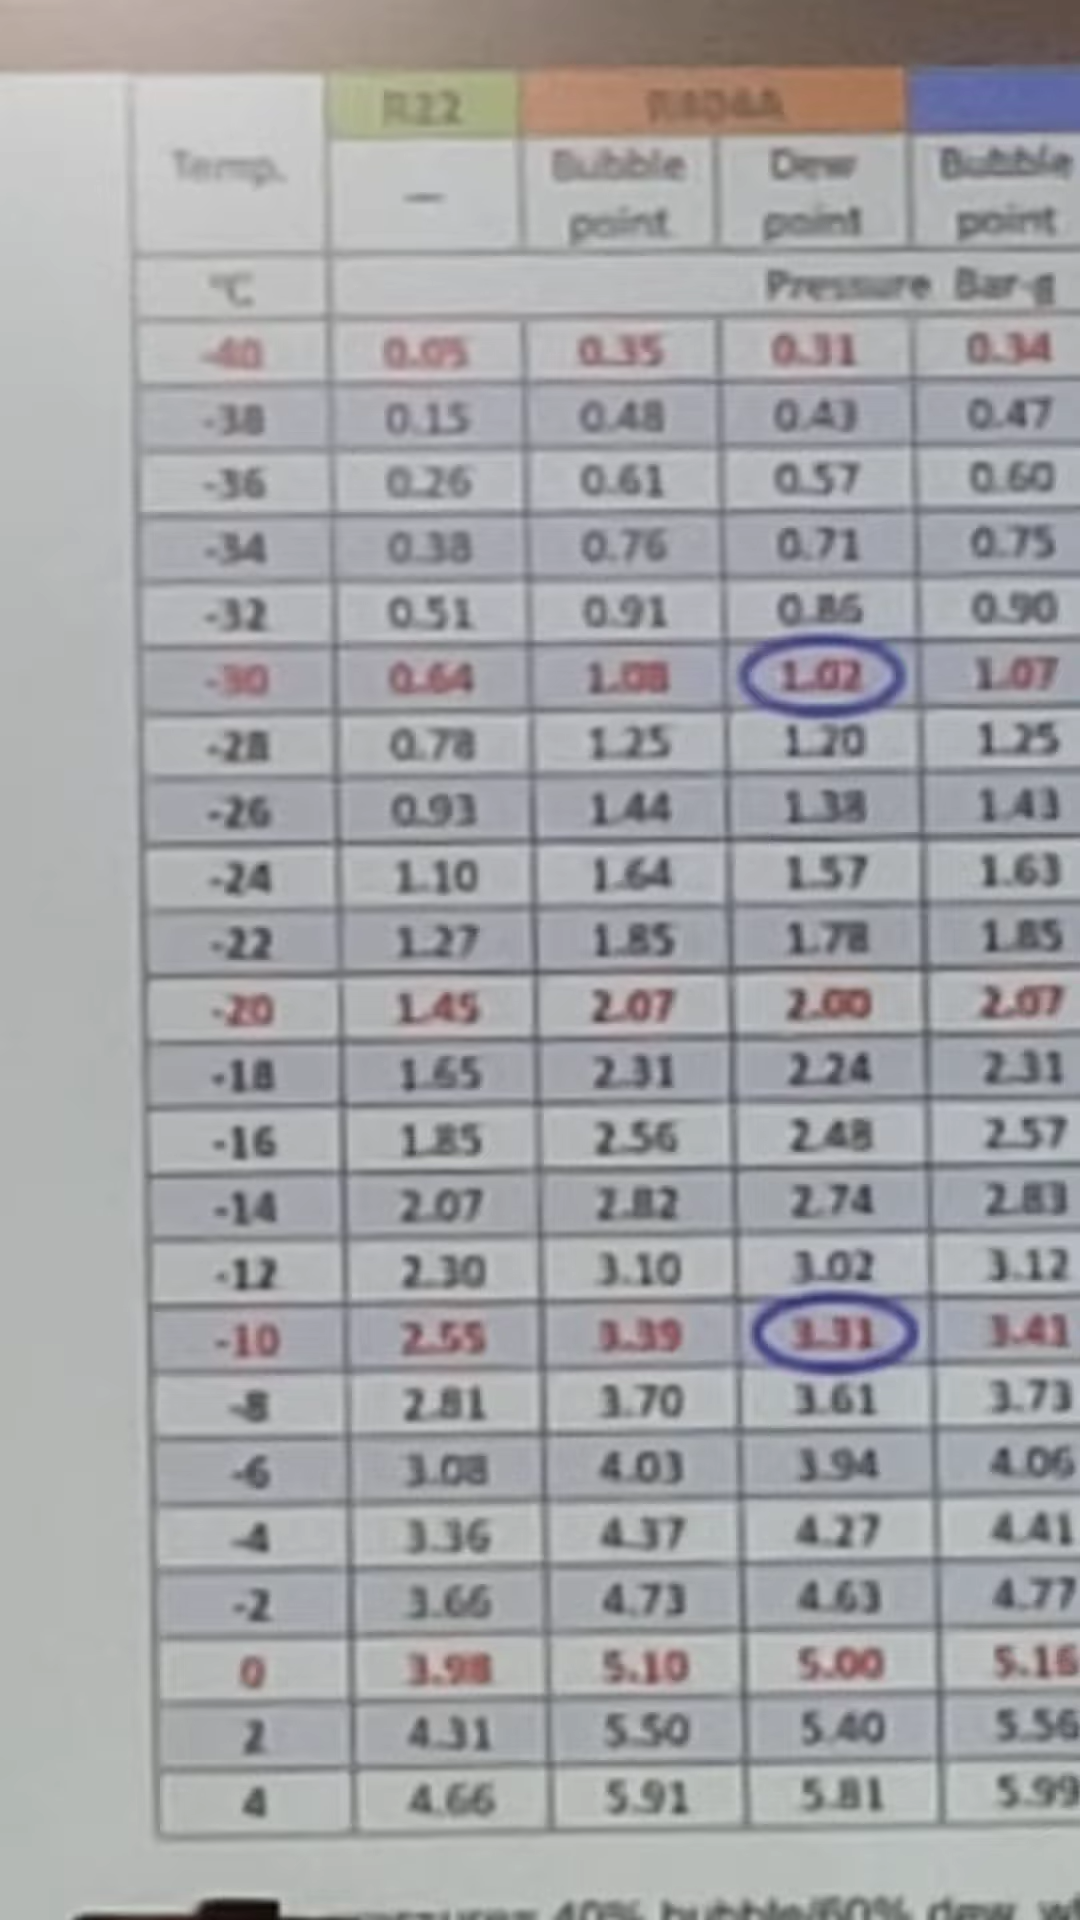 R22 R404A
Temp. — Bubble point Dew point Bubble point
°C Pressure Bar-g
-40 0.05 0.35 0.31 0.34
-38 0.15 0.48 0.43 0.47
-36 0.26 0.61 0.57 0.60
-34 0.38 0.76 0.71 0.75
-32 0.51 0.91 0.86 0.90
-30 0.64 1.08 1.02 1.07
-28 0.78 1.25 1.20 1.25
-26 0.93 1.44 1.38 1.43
-24 1.10 1.64 1.57 1.63
-22 1.27 1.85 1.78 1.85
-20 1.45 2.07 2.00 2.07
-18 1.65 2.31 2.24 2.31
-16 1.85 2.56 2.48 2.57
-14 2.07 2.82 2.74 2.83
-12 2.30 3.10 3.02 3.12
-10 2.55 3.39 3.31 3.41
-8 2.81 3.70 3.61 3.73
-6 3.08 4.03 3.94 4.06
-4 3.36 4.37 4.27 4.41
-2 3.66 4.73 4.63 4.77
0 3.98 5.10 5.00 5.16
2 4.31 5.50 5.40 5.56
4 4.66 5.91 5.81 5.99
40% bubble/60% dew